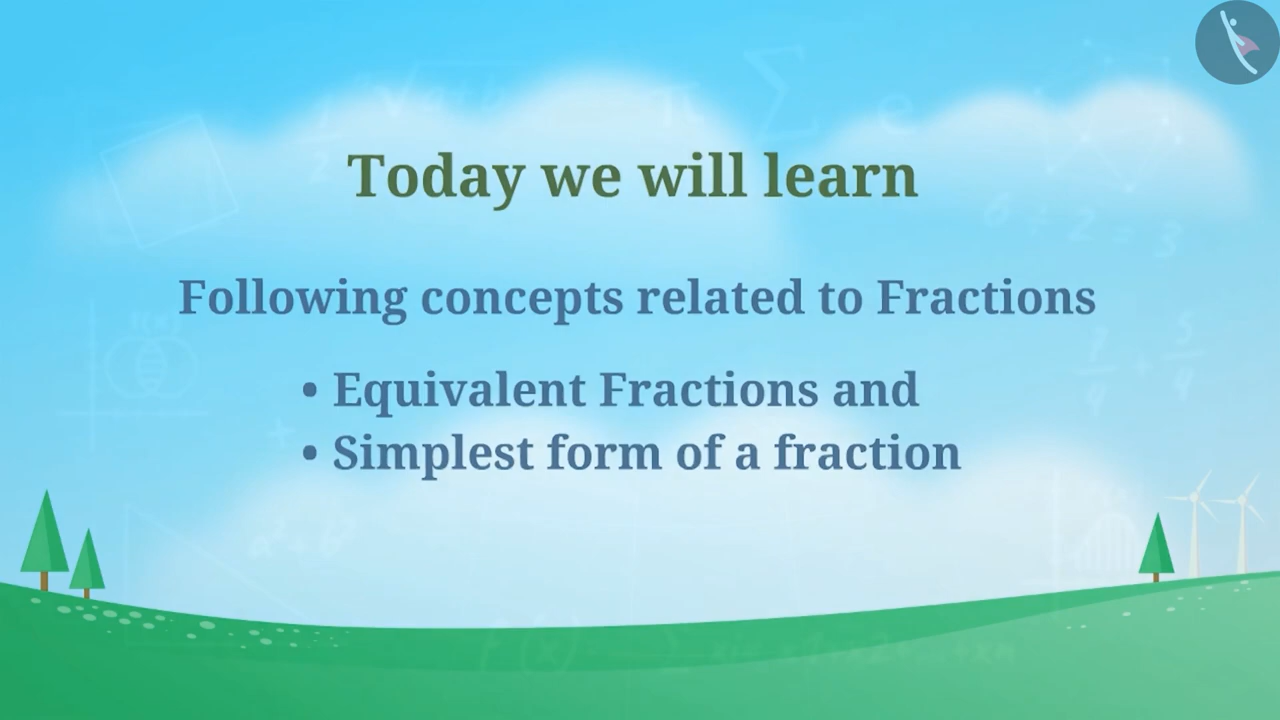 Today we will learn
Following concepts related to Fractions
• Equivalent Fractions and
• Simplest form of a fraction